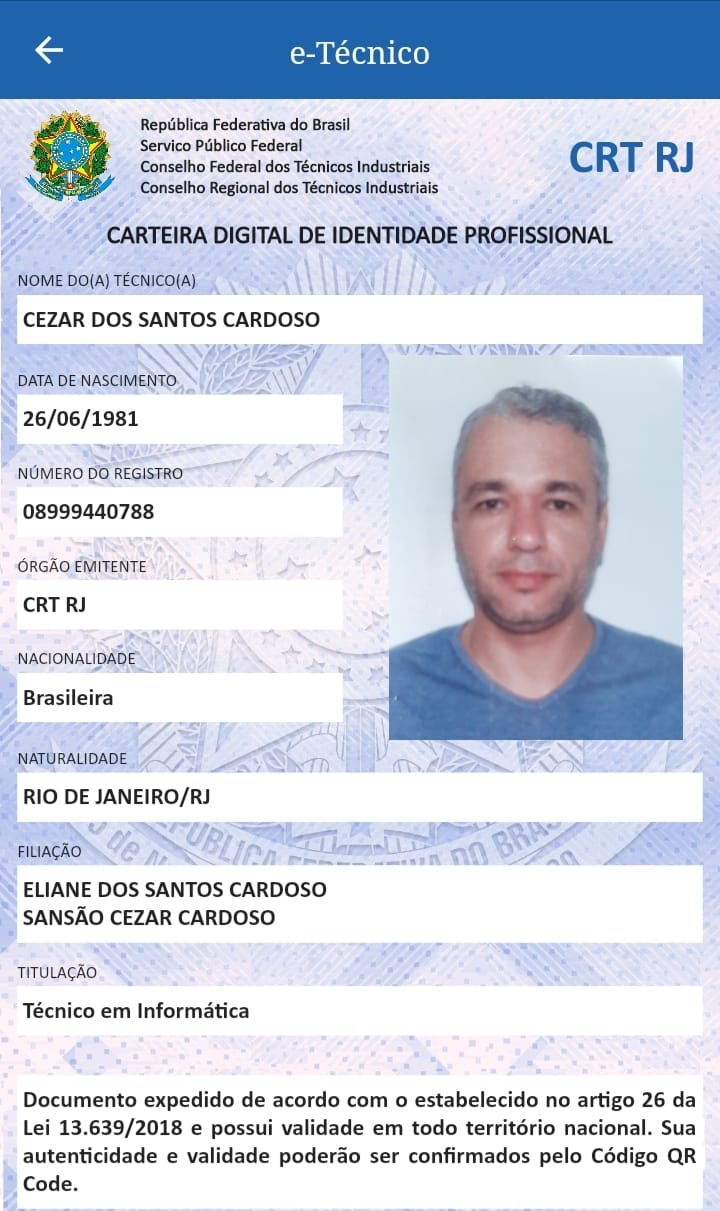 e-Técnico
República Federativa do Brasil
Servico Público Federal
Conselho Federal dos Técnicos Industriais
Conselho Regional dos Técnicos Industriais
CRT RJ
CARTEIRA DIGITAL DE IDENTIDADE PROFISSIONAL
NOME DO(A) TÉCNICO(A)
CEZAR DOS SANTOS CARDOSO
DATA DE NASCIMENTO
26/06/1981
NÚMERO DO REGISTRO
08999440788
ÓRGÃO EMITENTE
CRT RJ
NACIONALIDADE
Brasileira
NATURALIDADE
RIO DE JANEIRO/RJ
FILIAÇÃO
ELIANE DOS SANTOS CARDOSO
SANSÃO CEZAR CARDOSO
TITULAÇÃO
Técnico em Informática
Documento expedido de acordo com o estabelecido no artigo 26 da
Lei 13.639/2018 e possui validade em todo território nacional. Sua
autenticidade e validade poderão ser confirmados pelo Código QR
Code.